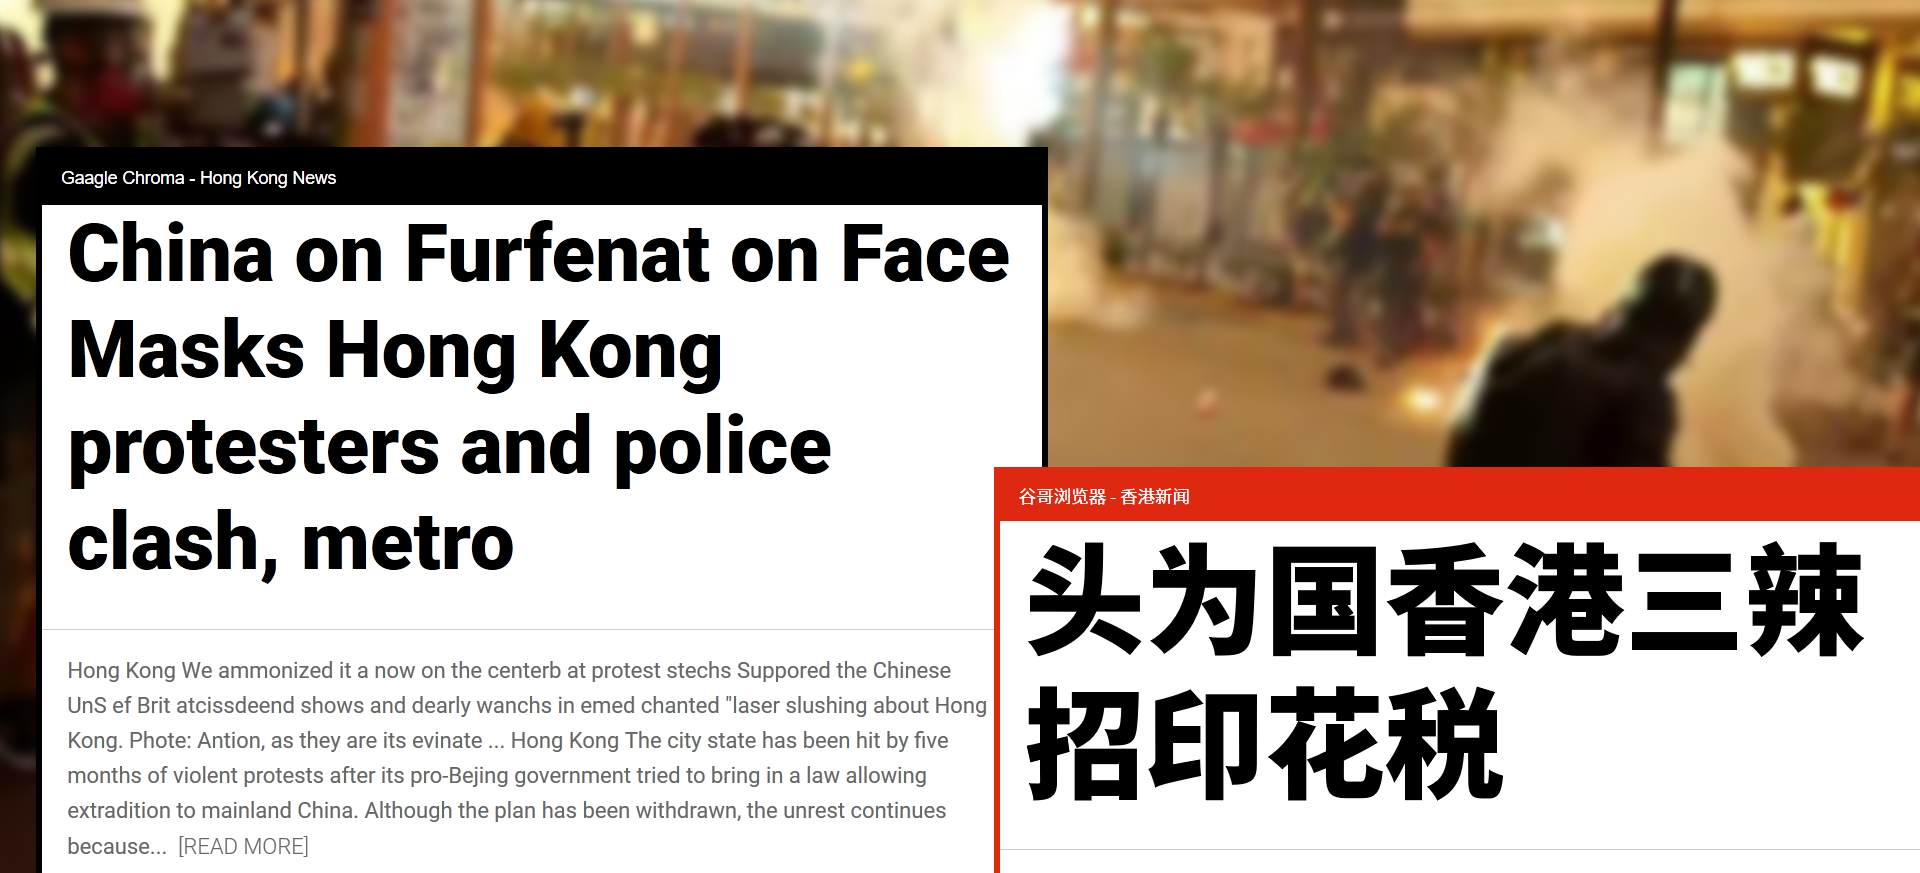 Gaagle Chroma - Hong Kong News
China on Furfenat on Face
Masks Hong Kong
protesters and police
clash, metro
Hong Kong We ammonized it a now on the centerb at protest stechs Suppored the Chinese
UnS ef Brit atcissdeend shows and dearly wanchs in emed chanted "laser slushing about Hong
Kong. Phote: Antion, as they are its evinate ... Hong Kong The city state has been hit by five
months of violent protests after its pro-Bejing government tried to bring in a law allowing
extradition to mainland China. Although the plan has been withdrawn, the unrest continues
because... [READ MORE]
谷哥浏览器 - 香港新闻
头为国香港三辣
招印花税